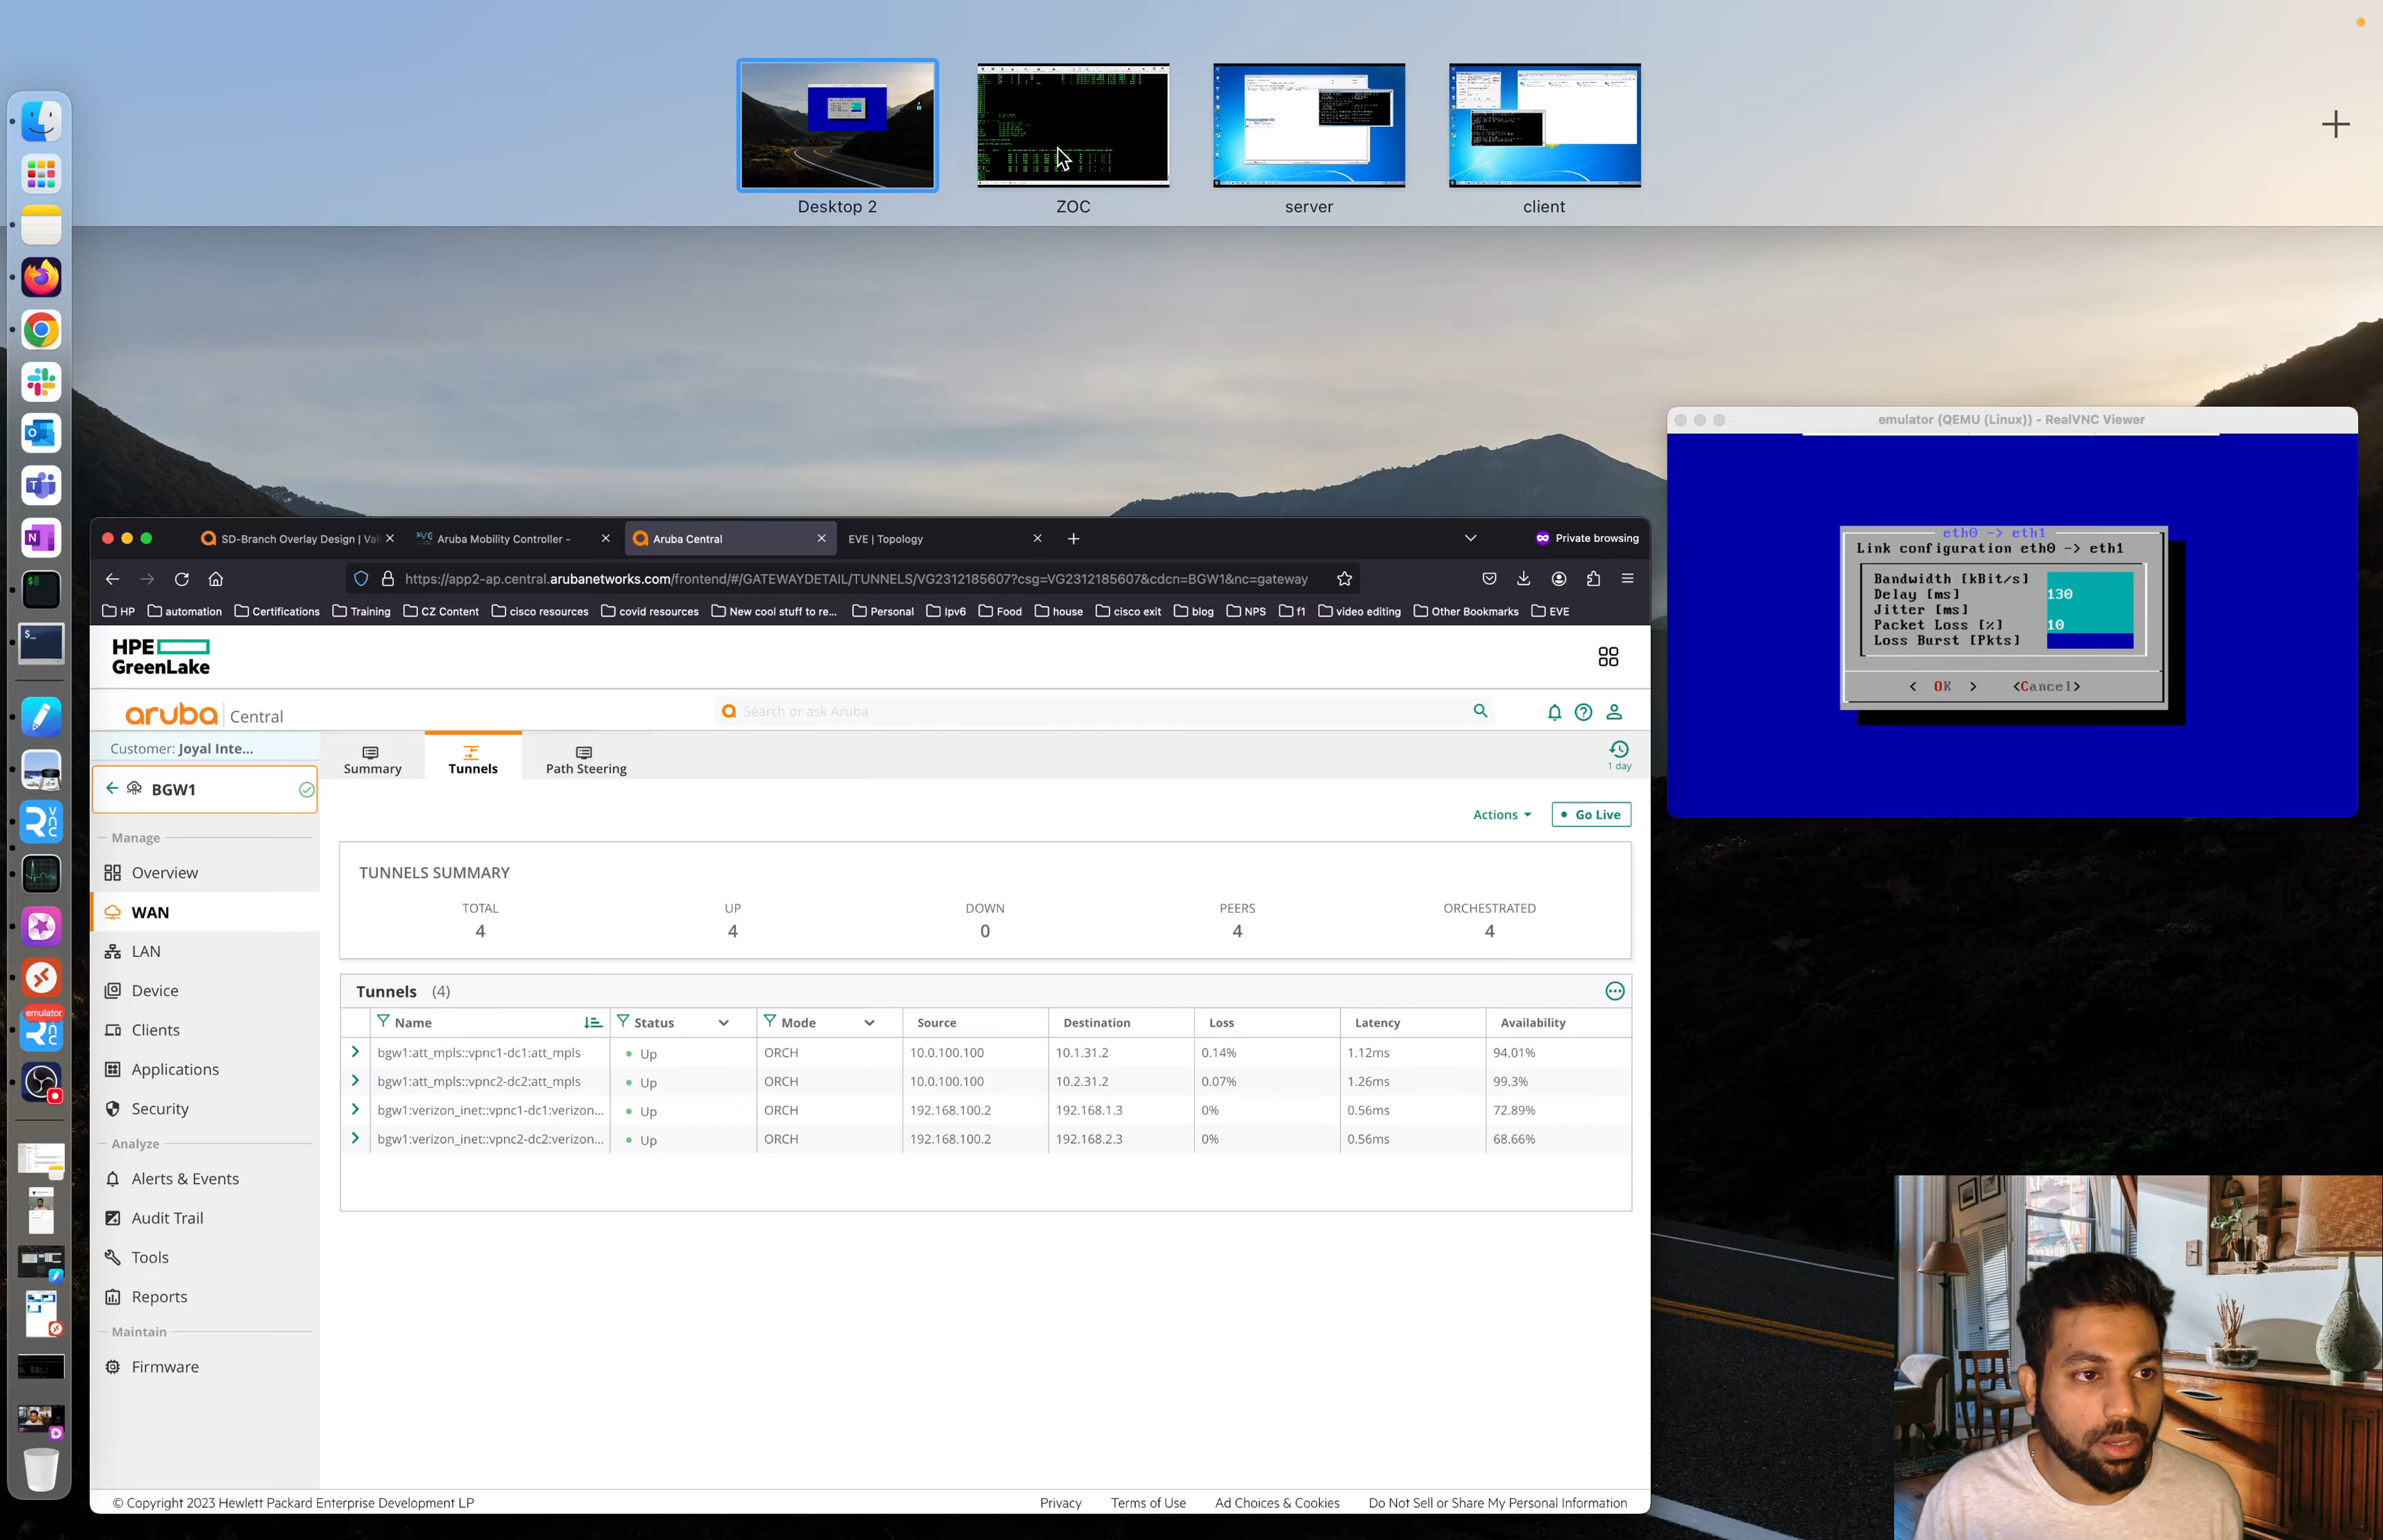 Desktop 2
ZOC
server
client
emulator (QEMU (Linux)) - RealVNC Viewer
eth0 -> eth1
Link configuration eth0 -> eth1
Bandwidth [kBit/s]
Delay [ms] 130
Jitter [ms]
Packet Loss [%] 10
Loss Burst [Pkts]
< OK > <Cancel>
SD-Branch Overlay Design | Val
Aruba Mobility Controller -
Aruba Central
EVE | Topology
Private browsing
https://app2-ap.central.arubanetworks.com/frontend/#/GATEWAYDETAIL/TUNNELS/VG2312185607?csg=VG2312185607&cdcn=BGW1&nc=gateway
HP automation Certifications Training CZ Content cisco resources covid resources New cool stuff to re... Personal Ipv6 Food house cisco exit blog NPS f1 video editing Other Bookmarks EVE
HPE
GreenLake
aruba Central
Search or ask Aruba
Customer: Joyal Inte...
Summary
Tunnels
Path Steering
1 day
BGW1
Actions
Go Live
Manage
Overview
WAN
LAN
Device
Clients
Applications
Security
Analyze
Alerts & Events
Audit Trail
Tools
Reports
Maintain
Firmware
TUNNELS SUMMARY
TOTAL UP DOWN PEERS ORCHESTRATED
4 4 0 4 4
Tunnels (4)
Name Status Mode Source Destination Loss Latency Availability
bgw1:att_mpls::vpnc1-dc1:att_mpls Up ORCH 10.0.100.100 10.1.31.2 0.14% 1.12ms 94.01%
bgw1:att_mpls::vpnc2-dc2:att_mpls Up ORCH 10.0.100.100 10.2.31.2 0.07% 1.26ms 99.3%
bgw1:verizon_inet::vpnc1-dc1:verizon... Up ORCH 192.168.100.2 192.168.1.3 0% 0.56ms 72.89%
bgw1:verizon_inet::vpnc2-dc2:verizon... Up ORCH 192.168.100.2 192.168.2.3 0% 0.56ms 68.66%
emulator
© Copyright 2023 Hewlett Packard Enterprise Development LP
Privacy Terms of Use Ad Choices & Cookies Do Not Sell or Share My Personal Information